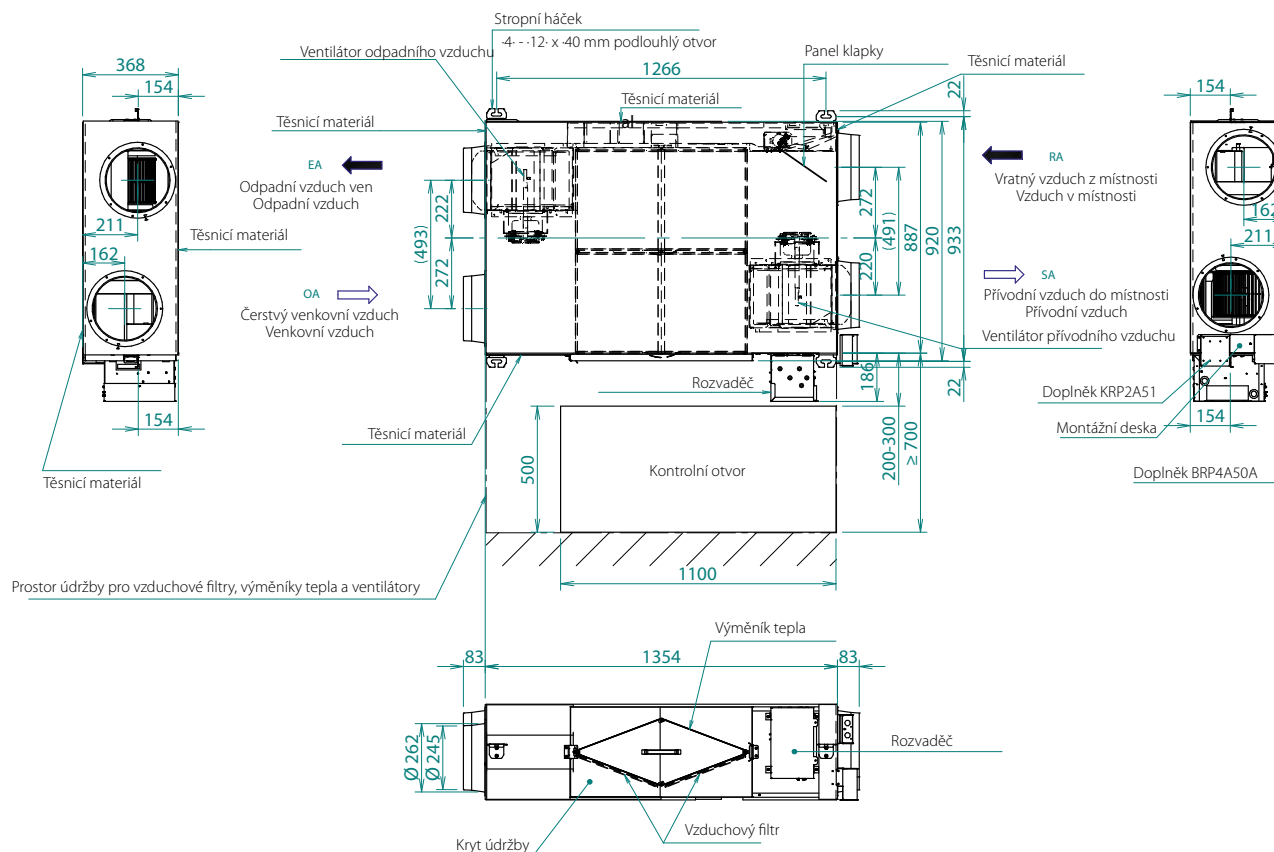 Stropní háček
·4· - ·12· x ·40 mm podlouhlý otvor
Ventilátor odpadního vzduchu
Panel klapky
Těsnicí materiál
368
154
1266
22
154
Těsnicí materiál
al
Těsnicí materiál
EA
Odpadní vzduch ven
Odpadní vzduch
RA
Vratný vzduch z místnosti
Vzduch v místnosti
211
162
Těsnicí materiál
(493)
222
272
272
220
(491)
887
920
933
162
211
OA
Čerstvý venkovní vzduch
Venkovní vzduch
SA
Přívodní vzduch do místnosti
Přívodní vzduch
Ventilátor přívodního vzduchu
154
Těsnicí materiál
Těsnicí materiál
Rozvaděč
186
22
Doplněk KRP2A51
154
Montážní deska
Doplněk BRP4A50A
500
Kontrolní otvor
200-300
≥ 700
1100
Prostor údržby pro vzduchové filtry, výměníky tepla a ventilátory
Výměník tepla
83
1354
83
Ø 262
Ø 245
Rozvaděč
Vzduchový filtr
Kryt údržby